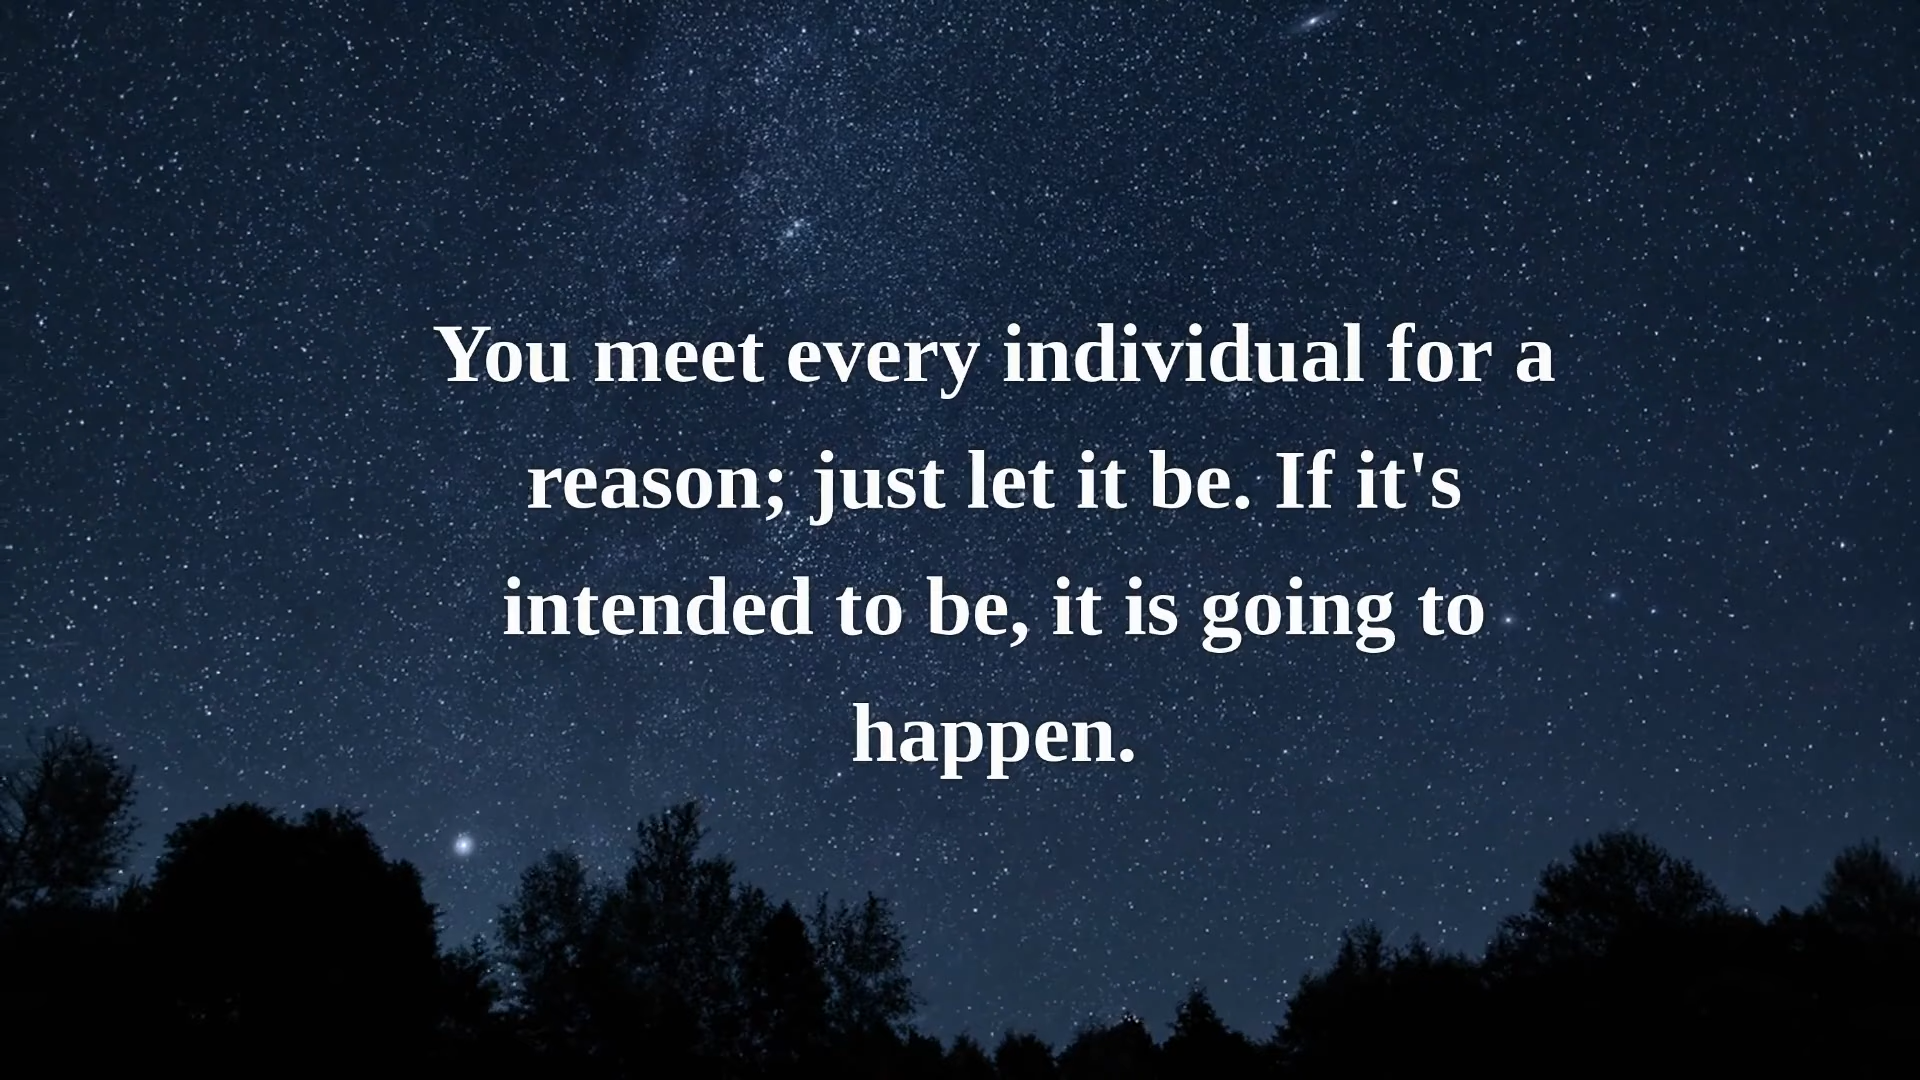 You meet every individual for a
reason; just let it be. If it's
intended to be, it is going to
happen.